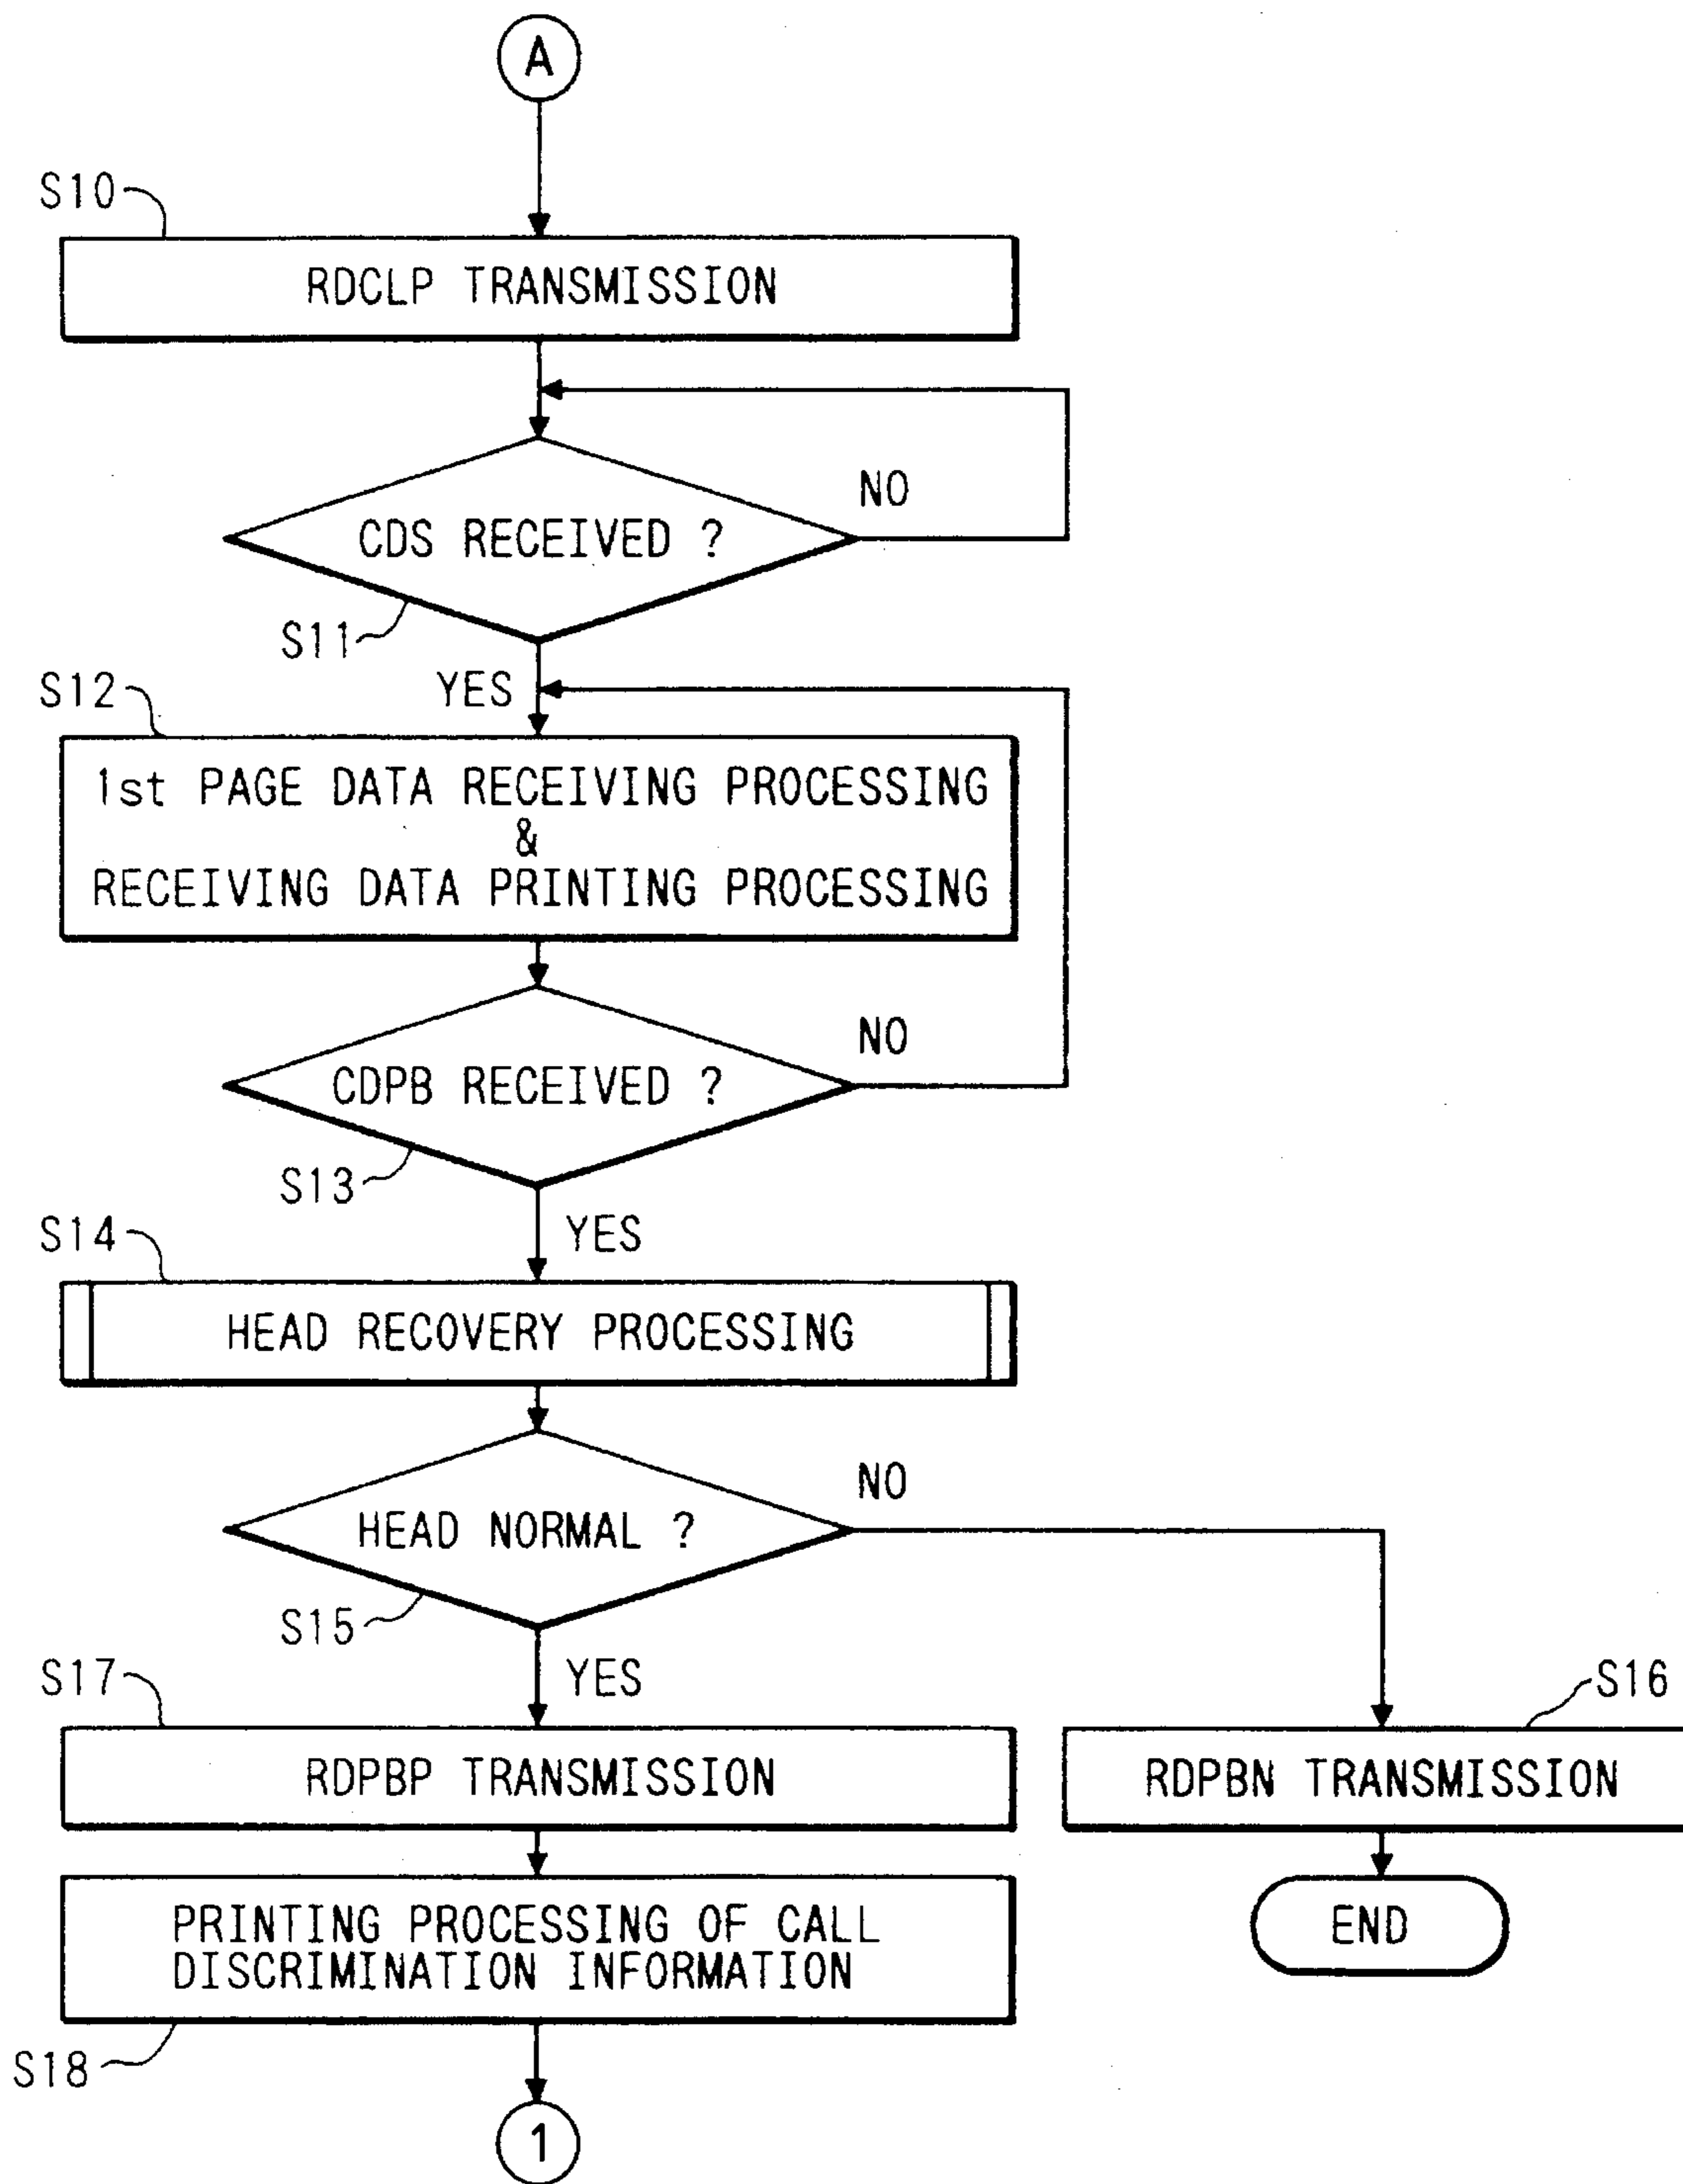 A
S10
RDCLP TRANSMISSION
NO
CDS RECEIVED ?
S11
YES
S12
1st PAGE DATA RECEIVING PROCESSING
&
RECEIVING DATA PRINTING PROCESSING
NO
CDPB RECEIVED ?
S13
YES
S14
HEAD RECOVERY PROCESSING
NO
HEAD NORMAL ?
S15
YES
S17
S16
RDPBP TRANSMISSION
RDPBN TRANSMISSION
PRINTING PROCESSING OF CALL
DISCRIMINATION INFORMATION
END
S18
1